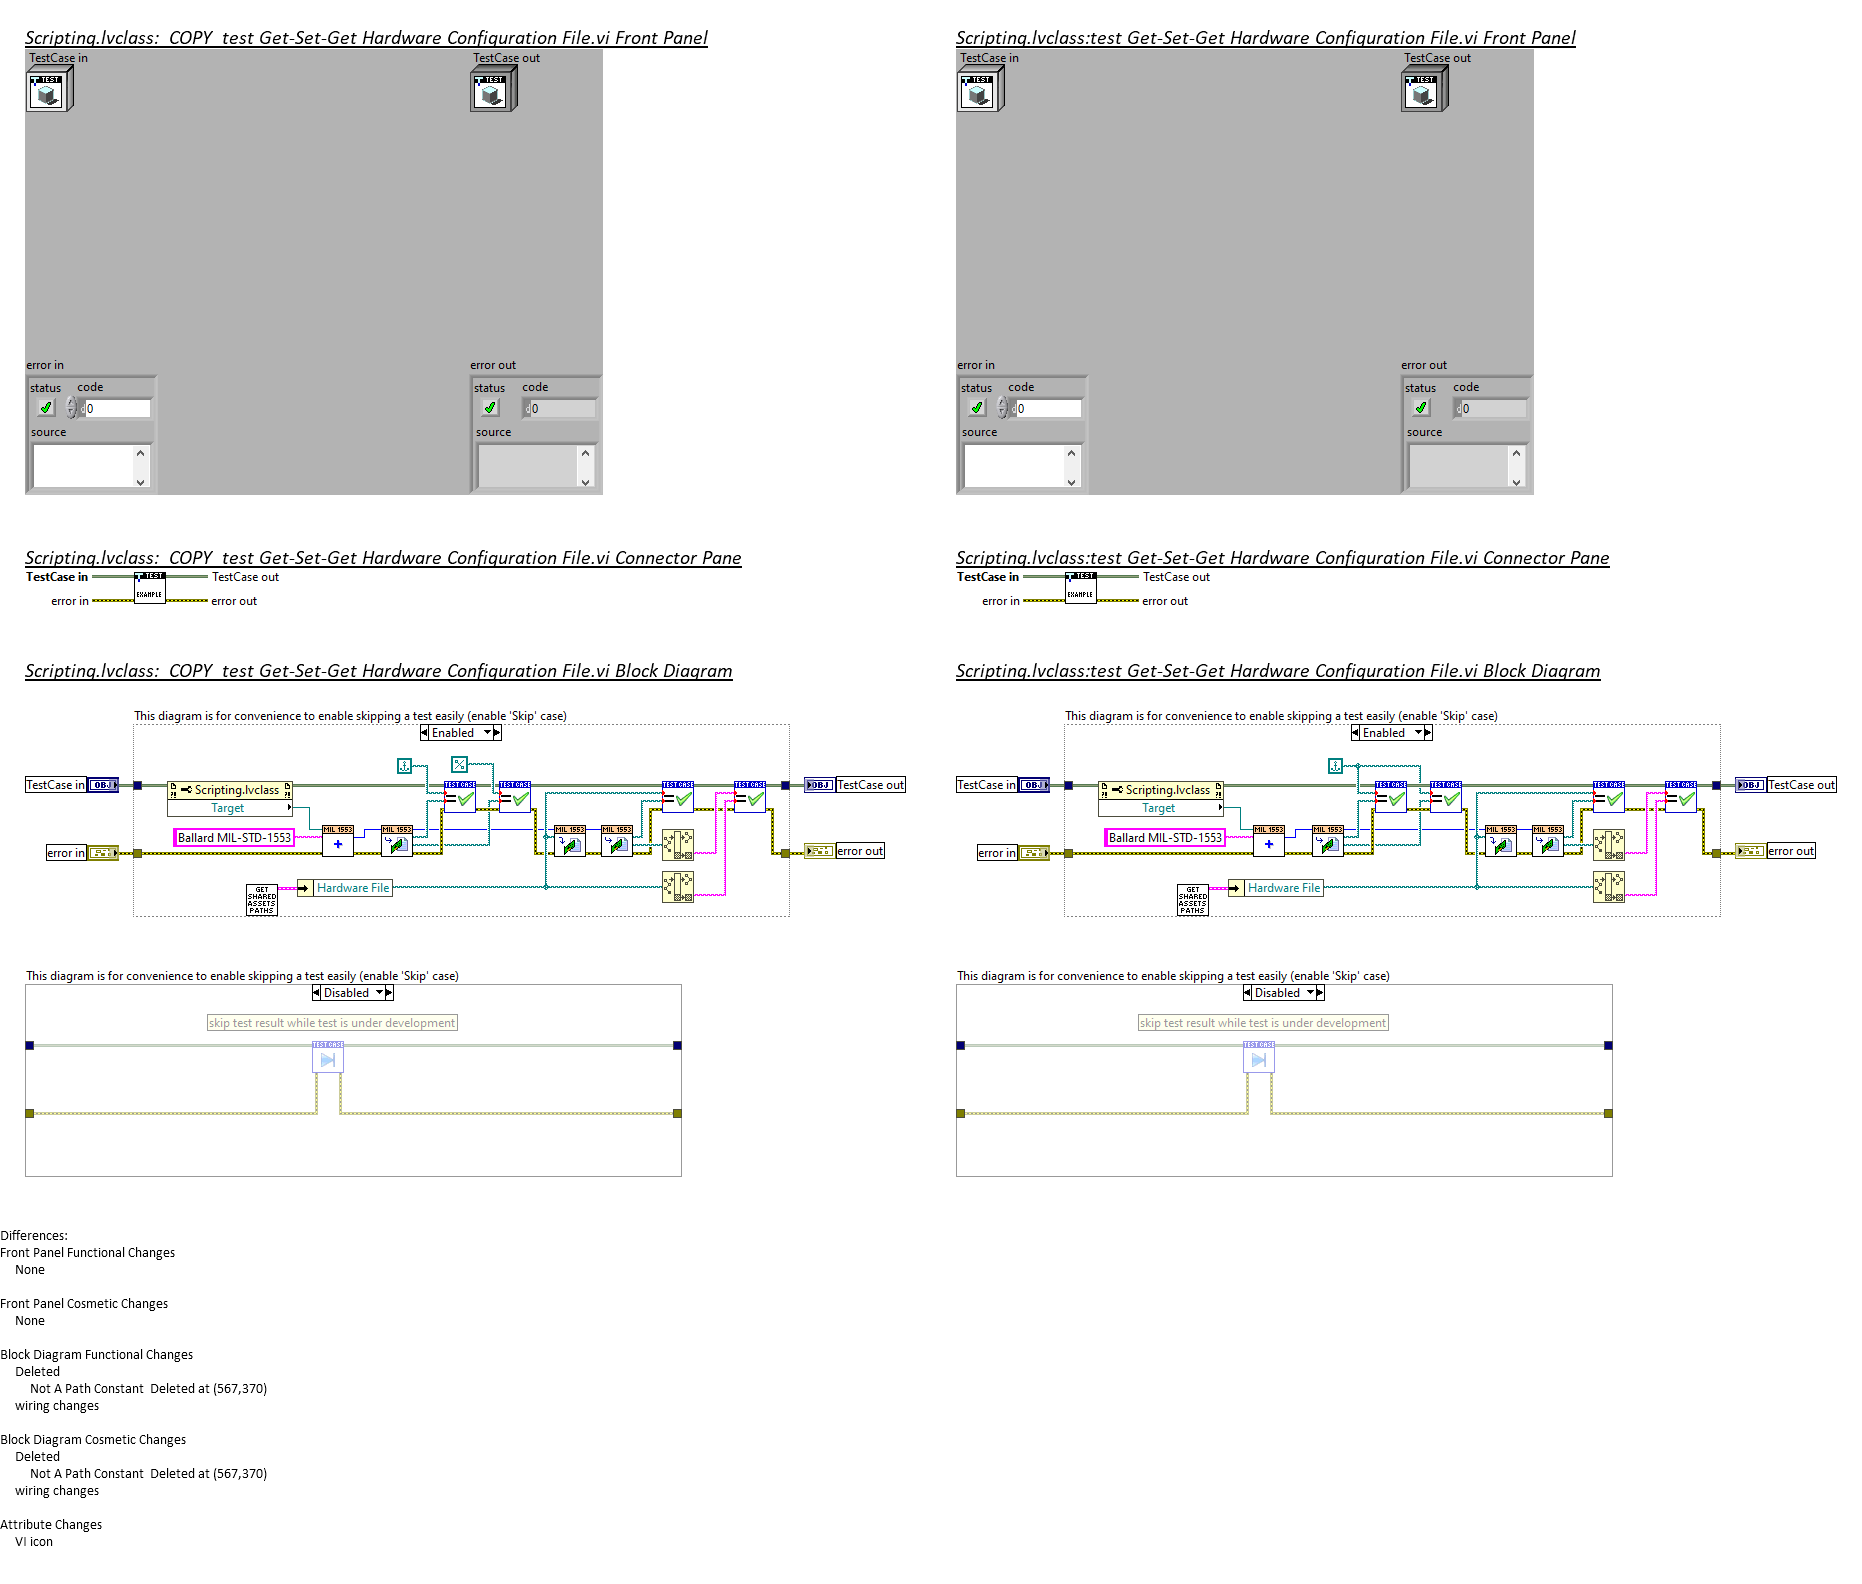 Scripting.lvclass:_COPY_test Get-Set-Get Hardware Configuration File.vi Front Panel
TestCase in
TEST
TestCase out
TEST
error in
status
code
d 0
source
error out
status
code
d 0
source
Scripting.lvclass:_COPY_test Get-Set-Get Hardware Configuration File.vi Connector Pane
TestCase in
TEST
EXAMPLE
TestCase out
error in
error out
Scripting.lvclass:_COPY_test Get-Set-Get Hardware Configuration File.vi Block Diagram
This diagram is for convenience to enable skipping a test easily (enable 'Skip' case)
Enabled
TestCase in
OBJ
Scripting.lvclass
Target
TEST CASE
TEST CASE
TEST CASE
TEST CASE
OBJ
TestCase out
Ballard MIL-STD-1553
MIL 1553
MIL 1553
MIL 1553
MIL 1553
error in
error out
GET
SHARED
ASSETS
PATHS
Hardware File
This diagram is for convenience to enable skipping a test easily (enable 'Skip' case)
Disabled
skip test result while test is under development
TEST CASE
Scripting.lvclass:test Get-Set-Get Hardware Configuration File.vi Front Panel
TestCase in
TEST
TestCase out
TEST
error in
status
code
d 0
source
error out
status
code
d 0
source
Scripting.lvclass:test Get-Set-Get Hardware Configuration File.vi Connector Pane
TestCase in
TEST
EXAMPLE
TestCase out
error in
error out
Scripting.lvclass:test Get-Set-Get Hardware Configuration File.vi Block Diagram
This diagram is for convenience to enable skipping a test easily (enable 'Skip' case)
Enabled
TestCase in
OBJ
Scripting.lvclass
Target
TEST CASE
TEST CASE
TEST CASE
TEST CASE
OBJ
TestCase out
Ballard MIL-STD-1553
MIL 1553
MIL 1553
MIL 1553
MIL 1553
error in
error out
GET
SHARED
ASSETS
PATHS
Hardware File
This diagram is for convenience to enable skipping a test easily (enable 'Skip' case)
Disabled
skip test result while test is under development
TEST CASE
Differences:
Front Panel Functional Changes
None
Front Panel Cosmetic Changes
None
Block Diagram Functional Changes
Deleted
Not A Path Constant  Deleted at (567,370)
wiring changes
Block Diagram Cosmetic Changes
Deleted
Not A Path Constant  Deleted at (567,370)
wiring changes
Attribute Changes
VI icon